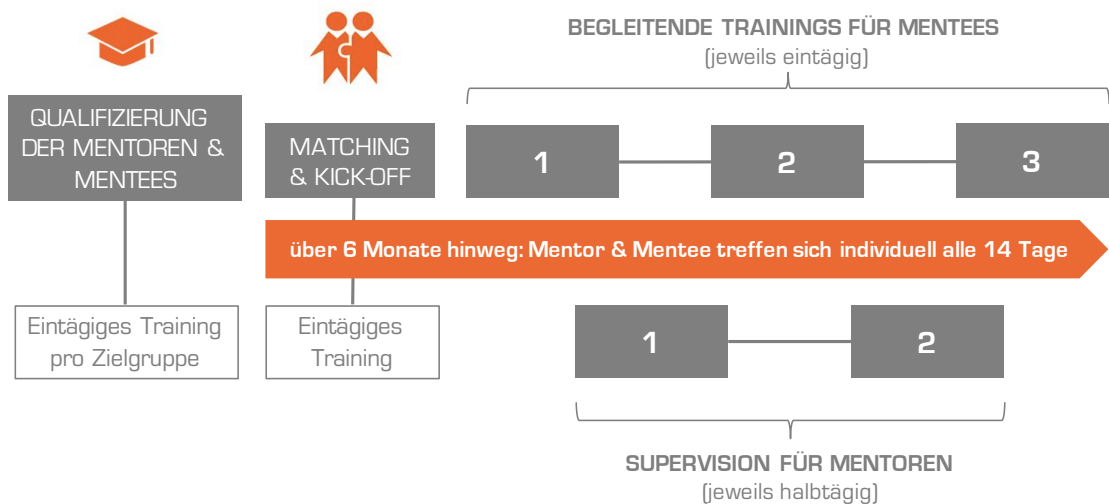 BEGLEITENDE TRAININGS FÜR MENTEES
(jeweils eintägig)
QUALIFIZIERUNG
DER MENTOREN &
MENTEES
MATCHING
& KICK-OFF
1
2
3
über 6 Monate hinweg: Mentor & Mentee treffen sich individuell alle 14 Tage
Eintägiges Training
pro Zielgruppe
Eintägiges
Training
1
2
SUPERVISION FÜR MENTOREN
(jeweils halbtägig)